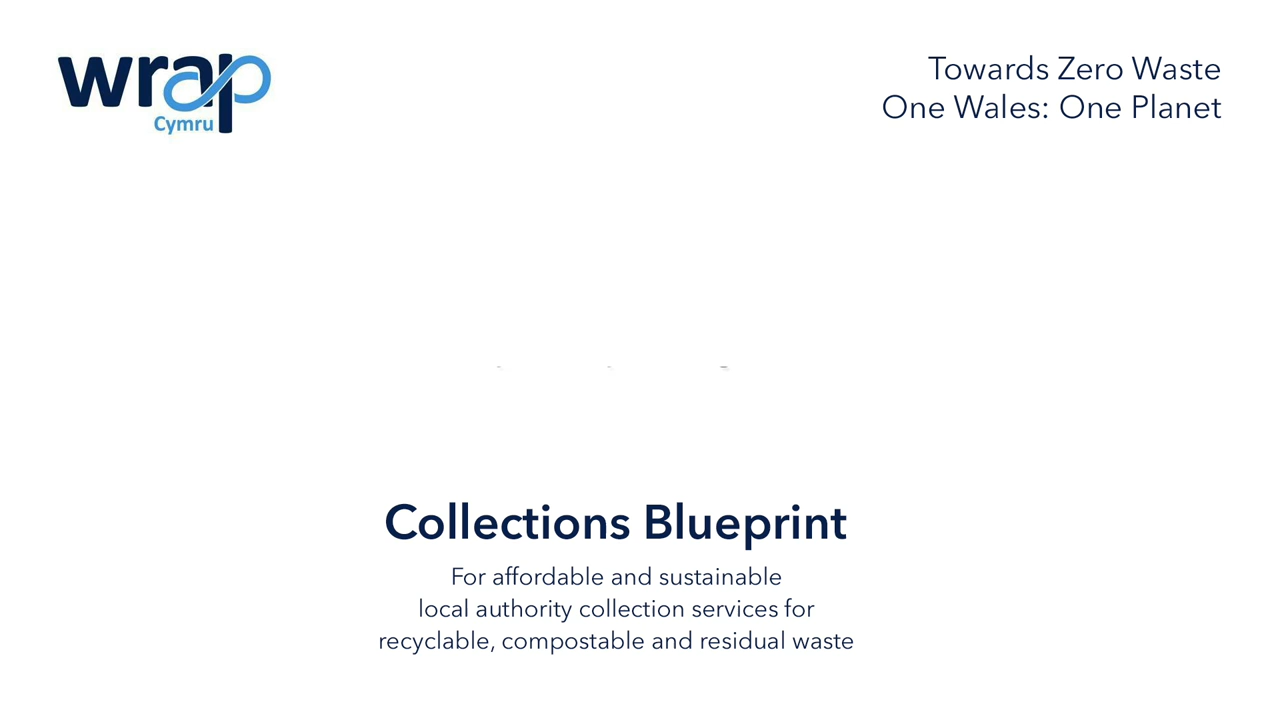 wrap
Cymru
Towards Zero Waste
One Wales: One Planet
Collections Blueprint
For affordable and sustainable
local authority collection services for
recyclable, compostable and residual waste